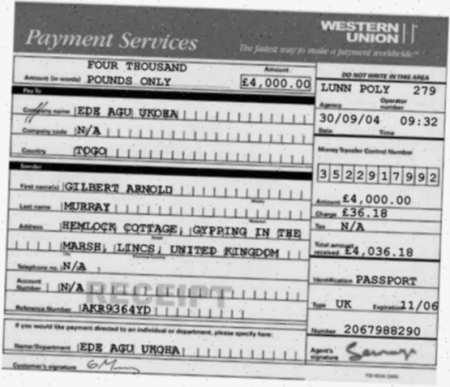 Payment Services
WESTERN UNION
The fastest way to make a payment worldwide
FOUR THOUSAND
Amount (in words) POUNDS ONLY
Amount
£4,000.00
DO NOT WRITE IN THIS AREA
LUNN POLY 279
Agency Operator number
30/09/04 09:32
Date Time
Pay To
Company name EDE AGU UKOHA
Company code N/A
Country TOGO
Money Transfer Control Number
3522917992
Sender
First name(s) GILBERT ARNOLD
Last name MURRAY
Address HEMLOCK COTTAGE, GYPRING IN THE
MARSH, LINCS, UNITED KINGDOM
Telephone no. N/A
Account Number N/A
RECEIPT
Reference Number AKR9364YD
Amount £4,000.00
Charge £36.18
Tax N/A
Total amount received £4,036.18
Identification PASSPORT
Type UK Expiration 11/06
Number 2067988290
If you would like payment directed to an individual or department, please specify here:
Name/Department EDE AGU UKOHA
Customer's signature
Agent's signature